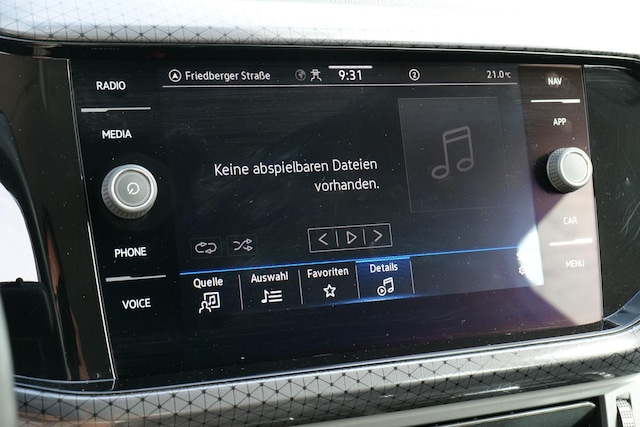 RADIO
MEDIA
PHONE
VOICE
Friedberger Straße
9:31
2
21.0°C
Keine abspielbaren Dateien
vorhanden.
Quelle
Auswahl
Favoriten
Details
NAV
APP
CAR
MENU